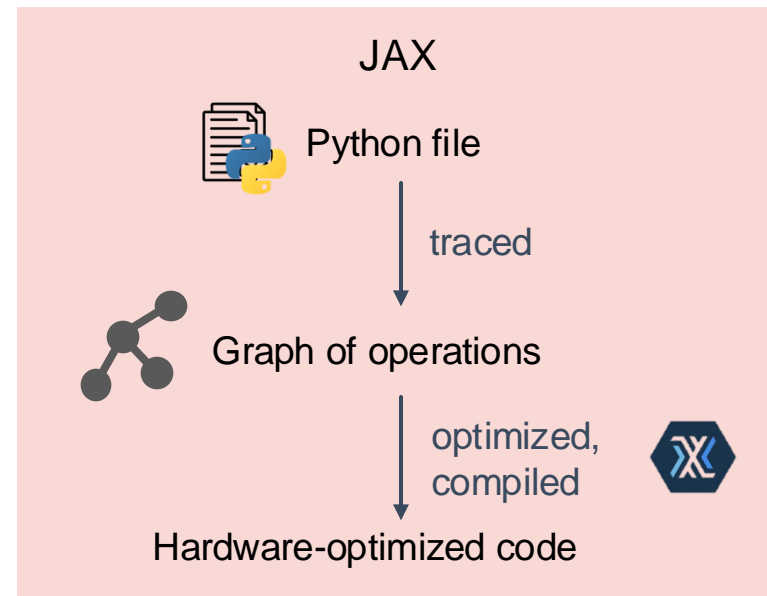 JAX
Python file
traced
Graph of operations
optimized,
compiled
Hardware-optimized code